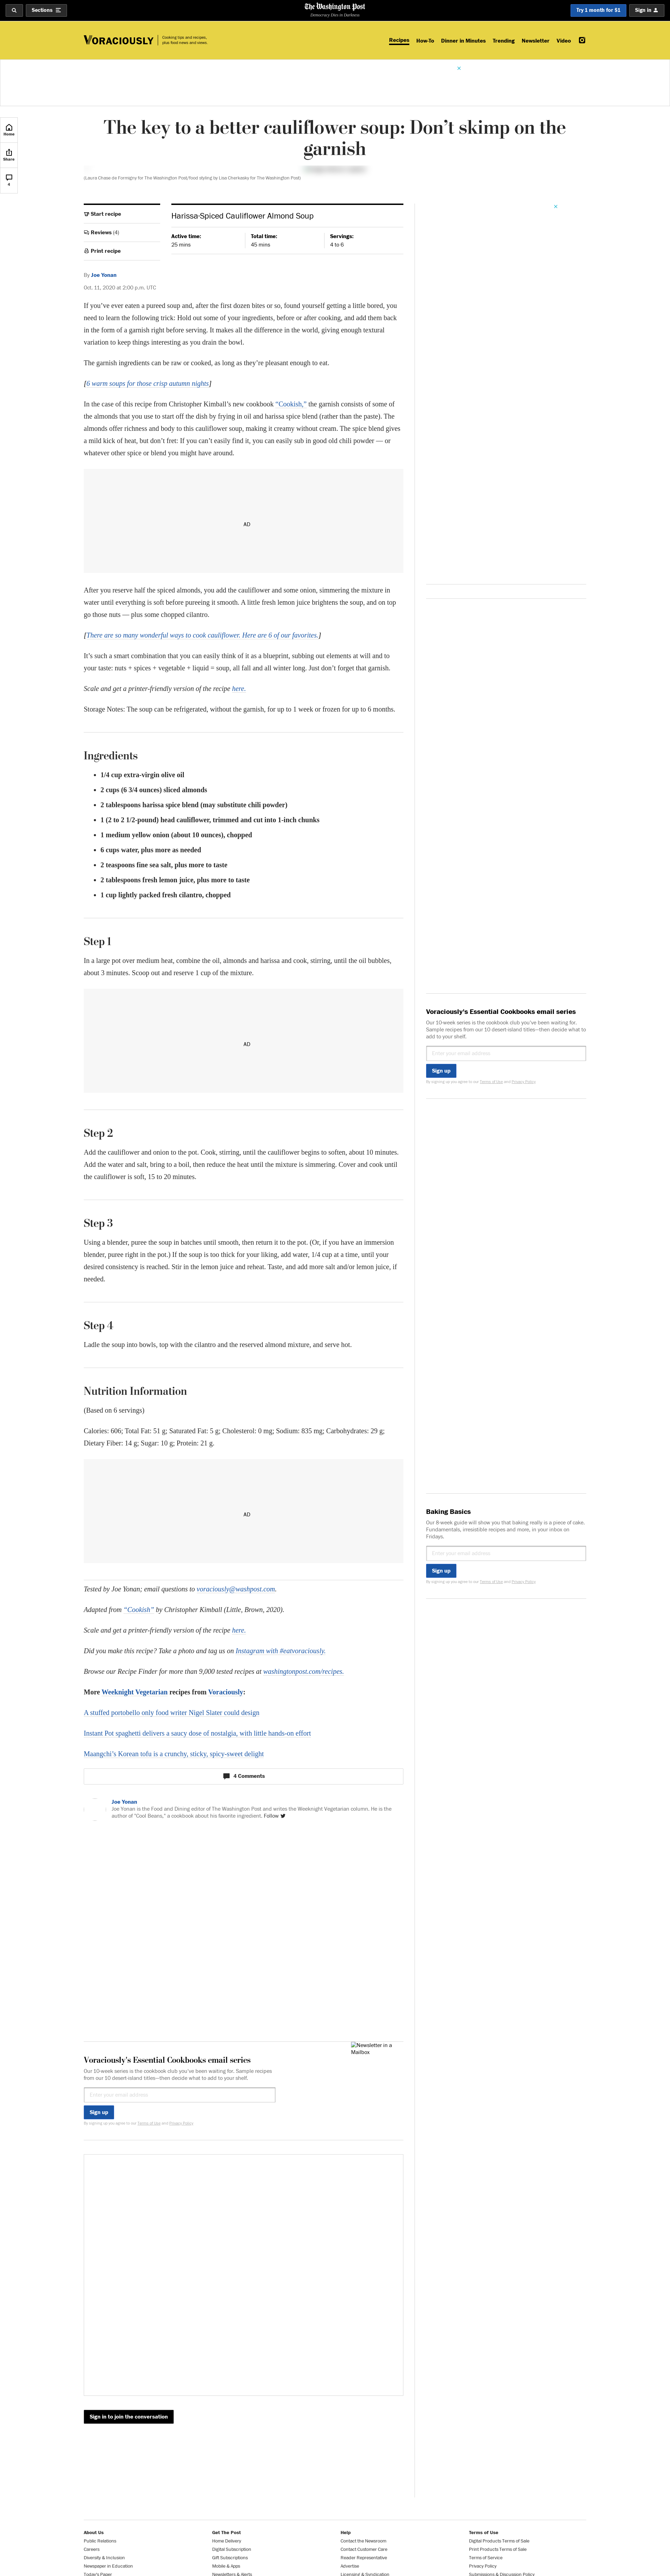 Sections
The Washington Post
Democracy Dies in Darkness
Try 1 month for $1
Sign in
VORACIOUSLY
Cooking tips and recipes,
plus food news and views.
Recipes
How-To
Dinner in Minutes
Trending
Newsletter
Video
Home
Share
4
The key to a better cauliflower soup: Don’t skimp on the
garnish
(Laura Chase de Formigny for The Washington Post/food styling by Lisa Cherkasky for The Washington Post)
Start recipe
Reviews (4)
Print recipe
Harissa-Spiced Cauliflower Almond Soup
Active time:
25 mins
Total time:
45 mins
Servings:
4 to 6
By Joe Yonan
Oct. 11, 2020 at 2:00 p.m. UTC
If you’ve ever eaten a pureed soup and, after the first dozen bites or so, found yourself getting a little bored, you
need to learn the following trick: Hold out some of your ingredients, before or after cooking, and add them back
in the form of a garnish right before serving. It makes all the difference in the world, giving enough textural
variation to keep things interesting as you drain the bowl.
The garnish ingredients can be raw or cooked, as long as they’re pleasant enough to eat.
[6 warm soups for those crisp autumn nights]
In the case of this recipe from Christopher Kimball’s new cookbook “Cookish,” the garnish consists of some of
the almonds that you use to start off the dish by frying in oil and harissa spice blend (rather than the paste). The
almonds offer richness and body to this cauliflower soup, making it creamy without cream. The spice blend gives
a mild kick of heat, but don’t fret: If you can’t easily find it, you can easily sub in good old chili powder — or
whatever other spice or blend you might have around.
AD
After you reserve half the spiced almonds, you add the cauliflower and some onion, simmering the mixture in
water until everything is soft before pureeing it smooth. A little fresh lemon juice brightens the soup, and on top
go those nuts — plus some chopped cilantro.
[There are so many wonderful ways to cook cauliflower. Here are 6 of our favorites.]
It’s such a smart combination that you can easily think of it as a blueprint, subbing out elements at will and to
your taste: nuts + spices + vegetable + liquid = soup, all fall and all winter long. Just don’t forget that garnish.
Scale and get a printer-friendly version of the recipe here.
Storage Notes: The soup can be refrigerated, without the garnish, for up to 1 week or frozen for up to 6 months.
Ingredients
• 1/4 cup extra-virgin olive oil
• 2 cups (6 3/4 ounces) sliced almonds
• 2 tablespoons harissa spice blend (may substitute chili powder)
• 1 (2 to 2 1/2-pound) head cauliflower, trimmed and cut into 1-inch chunks
• 1 medium yellow onion (about 10 ounces), chopped
• 6 cups water, plus more as needed
• 2 teaspoons fine sea salt, plus more to taste
• 2 tablespoons fresh lemon juice, plus more to taste
• 1 cup lightly packed fresh cilantro, chopped
Step 1
In a large pot over medium heat, combine the oil, almonds and harissa and cook, stirring, until the oil bubbles,
about 3 minutes. Scoop out and reserve 1 cup of the mixture.
AD
Step 2
Add the cauliflower and onion to the pot. Cook, stirring, until the cauliflower begins to soften, about 10 minutes.
Add the water and salt, bring to a boil, then reduce the heat until the mixture is simmering. Cover and cook until
the cauliflower is soft, 15 to 20 minutes.
Step 3
Using a blender, puree the soup in batches until smooth, then return it to the pot. (Or, if you have an immersion
blender, puree right in the pot.) If the soup is too thick for your liking, add water, 1/4 cup at a time, until your
desired consistency is reached. Stir in the lemon juice and reheat. Taste, and add more salt and/or lemon juice, if
needed.
Step 4
Ladle the soup into bowls, top with the cilantro and the reserved almond mixture, and serve hot.
Nutrition Information
(Based on 6 servings)
Calories: 606; Total Fat: 51 g; Saturated Fat: 5 g; Cholesterol: 0 mg; Sodium: 835 mg; Carbohydrates: 29 g;
Dietary Fiber: 14 g; Sugar: 10 g; Protein: 21 g.
AD
Tested by Joe Yonan; email questions to voraciously@washpost.com.
Adapted from “Cookish” by Christopher Kimball (Little, Brown, 2020).
Scale and get a printer-friendly version of the recipe here.
Did you make this recipe? Take a photo and tag us on Instagram with #eatvoraciously.
Browse our Recipe Finder for more than 9,000 tested recipes at washingtonpost.com/recipes.
More Weeknight Vegetarian recipes from Voraciously:
A stuffed portobello only food writer Nigel Slater could design
Instant Pot spaghetti delivers a saucy dose of nostalgia, with little hands-on effort
Maangchi’s Korean tofu is a crunchy, sticky, spicy-sweet delight
4 Comments
Joe Yonan
Joe Yonan is the Food and Dining editor of The Washington Post and writes the Weeknight Vegetarian column. He is the
author of "Cool Beans," a cookbook about his favorite ingredient. Follow
Voraciously's Essential Cookbooks email series
Our 10-week series is the cookbook club you've been waiting for. Sample recipes
from our 10 desert-island titles—then decide what to add to your shelf.
Enter your email address
Sign up
By signing up you agree to our Terms of Use and Privacy Policy
Newsletter in a
Mailbox
Sign in to join the conversation
Voraciously's Essential Cookbooks email series
Our 10-week series is the cookbook club you've been waiting for.
Sample recipes from our 10 desert-island titles—then decide what to
add to your shelf.
Enter your email address
Sign up
By signing up you agree to our Terms of Use and Privacy Policy
Baking Basics
Our 8-week guide will show you that baking really is a piece of cake.
Fundamentals, irresistible recipes and more, in your inbox on
Fridays.
Enter your email address
Sign up
By signing up you agree to our Terms of Use and Privacy Policy
About Us
Public Relations
Careers
Diversity & Inclusion
Newspaper in Education
Today's Paper
Get The Post
Home Delivery
Digital Subscription
Gift Subscriptions
Mobile & Apps
Newsletters & Alerts
Help
Contact the Newsroom
Contact Customer Care
Reader Representative
Advertise
Licensing & Syndication
Terms of Use
Digital Products Terms of Sale
Print Products Terms of Sale
Terms of Service
Privacy Policy
Submissions & Discussion Policy